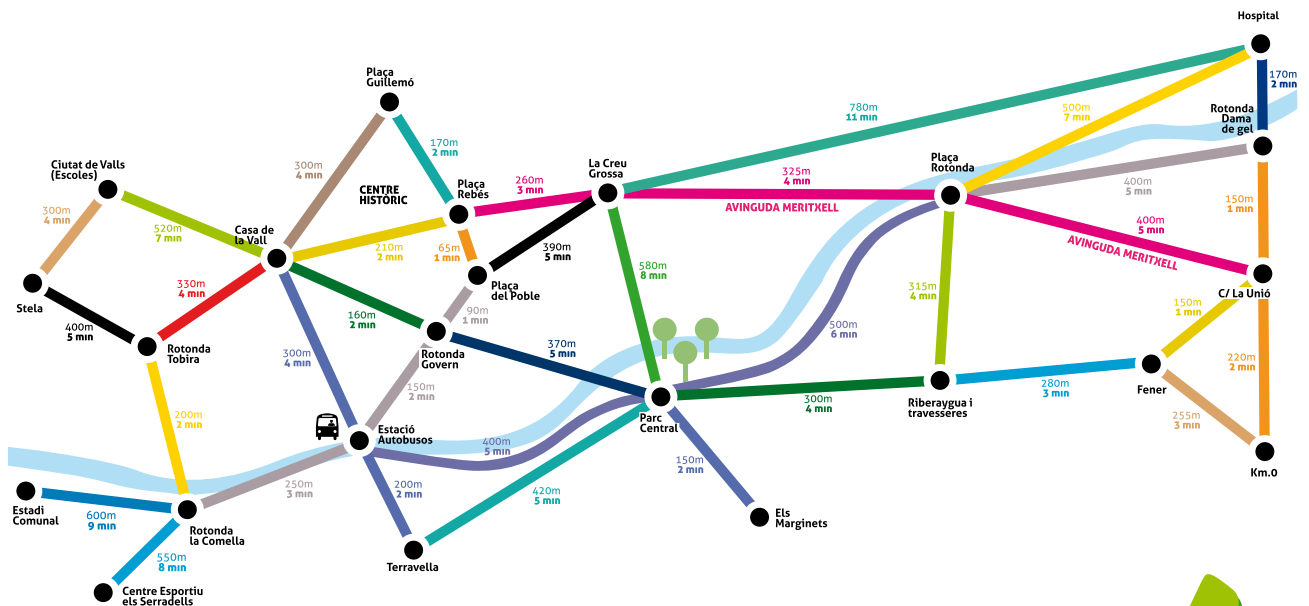 Hospital
170m
2 min
780m
11 min
500m
7 min
Rotonda
Dama
de gel
Plaça
Guillemó
170m
2 min
300m
4 min
La Creu
Grossa
Plaça
Rotonda
Ciutat de Valls
(Escoles)
CENTRE
HISTÒRIC
Plaça
Rebés
260m
3 min
325m
4 min
AVINGUDA MERITXELL
400m
5 min
150m
1 min
300m
4 min
520m
7 min
Casa de
la Vall
210m
2 min
65m
1 min
390m
5 min
400m
5 min
AVINGUDA MERITXELL
580m
8 min
330m
4 min
Plaça
del Poble
315m
4 min
C/ La Unió
Stela
160m
2 min
90m
1 min
150m
1 min
400m
5 min
Rotonda
Tobira
300m
4 min
Rotonda
Govern
370m
5 min
500m
6 min
220m
2 min
280m
3 min
Fener
150m
2 min
300m
4 min
Riberaygua i
travesseres
200m
2 min
Estació
Autobusos
400m
5 min
Parc
Central
255m
3 min
150m
2 min
Km.0
250m
3 min
200m
2 min
420m
5 min
Estadi
Comunal
600m
9 min
Rotonda
la Comella
Els
Marginets
550m
8 min
Terravella
Centre Esportiu
els Serradells